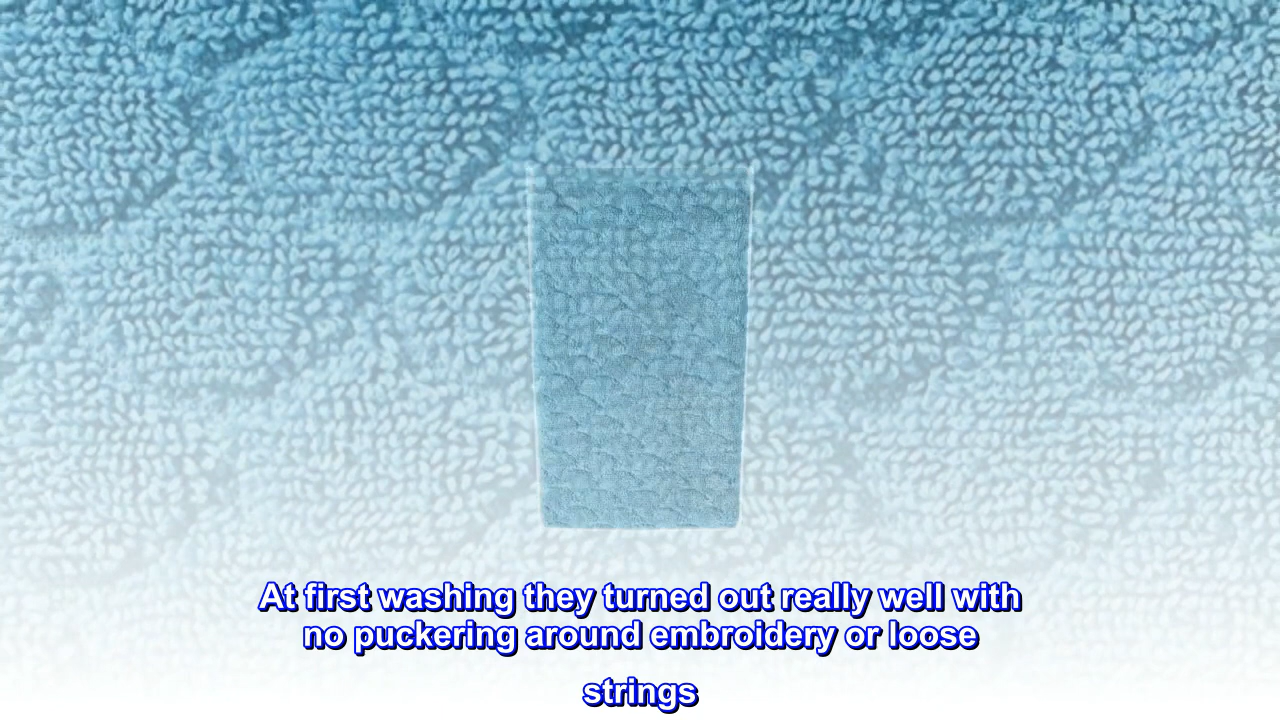 At first washing they turned out really well with
no puckering around embroidery or loose
strings